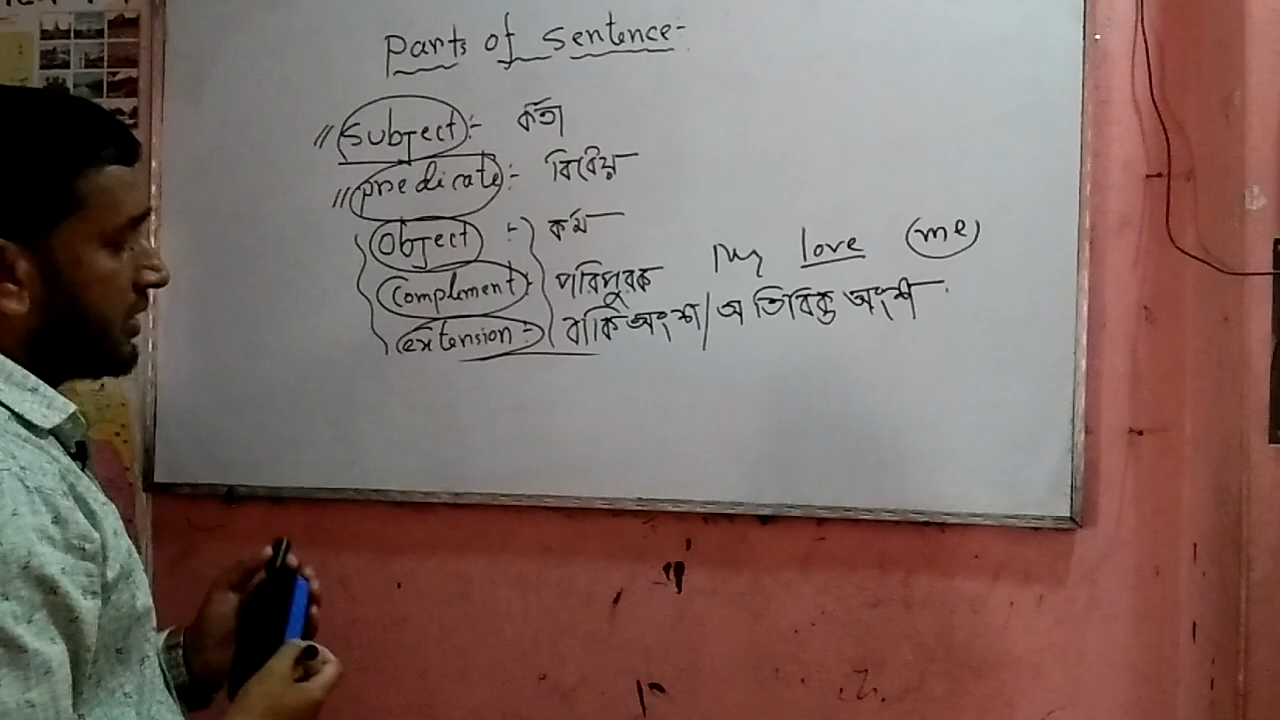 Parts of Sentence:-
Subject:- কর্তা
predicate:- বিধেয়
Object :- কর্ম
love (me)
Complement:- পরিপূরক
extension:- বাকি অংশ/অতিরিক্ত অংশ